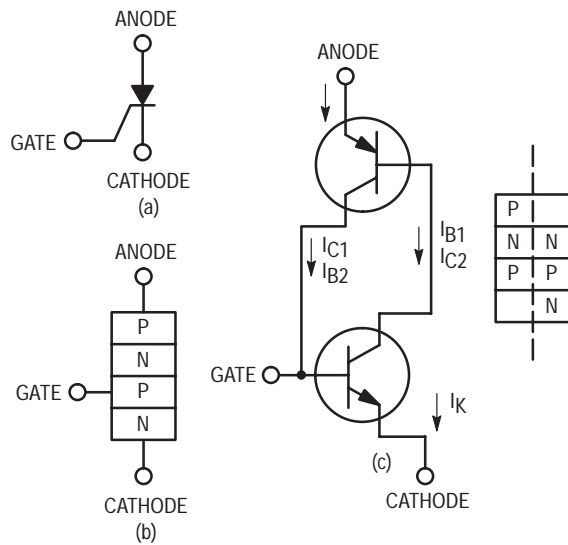 ANODE
GATE
CATHODE
(a)
ANODE
P
N
P
N
GATE
CATHODE
(b)
ANODE
I_C1
I_B2
I_B1
I_C2
GATE
I_K
(c)
CATHODE
P
N N
P P
N